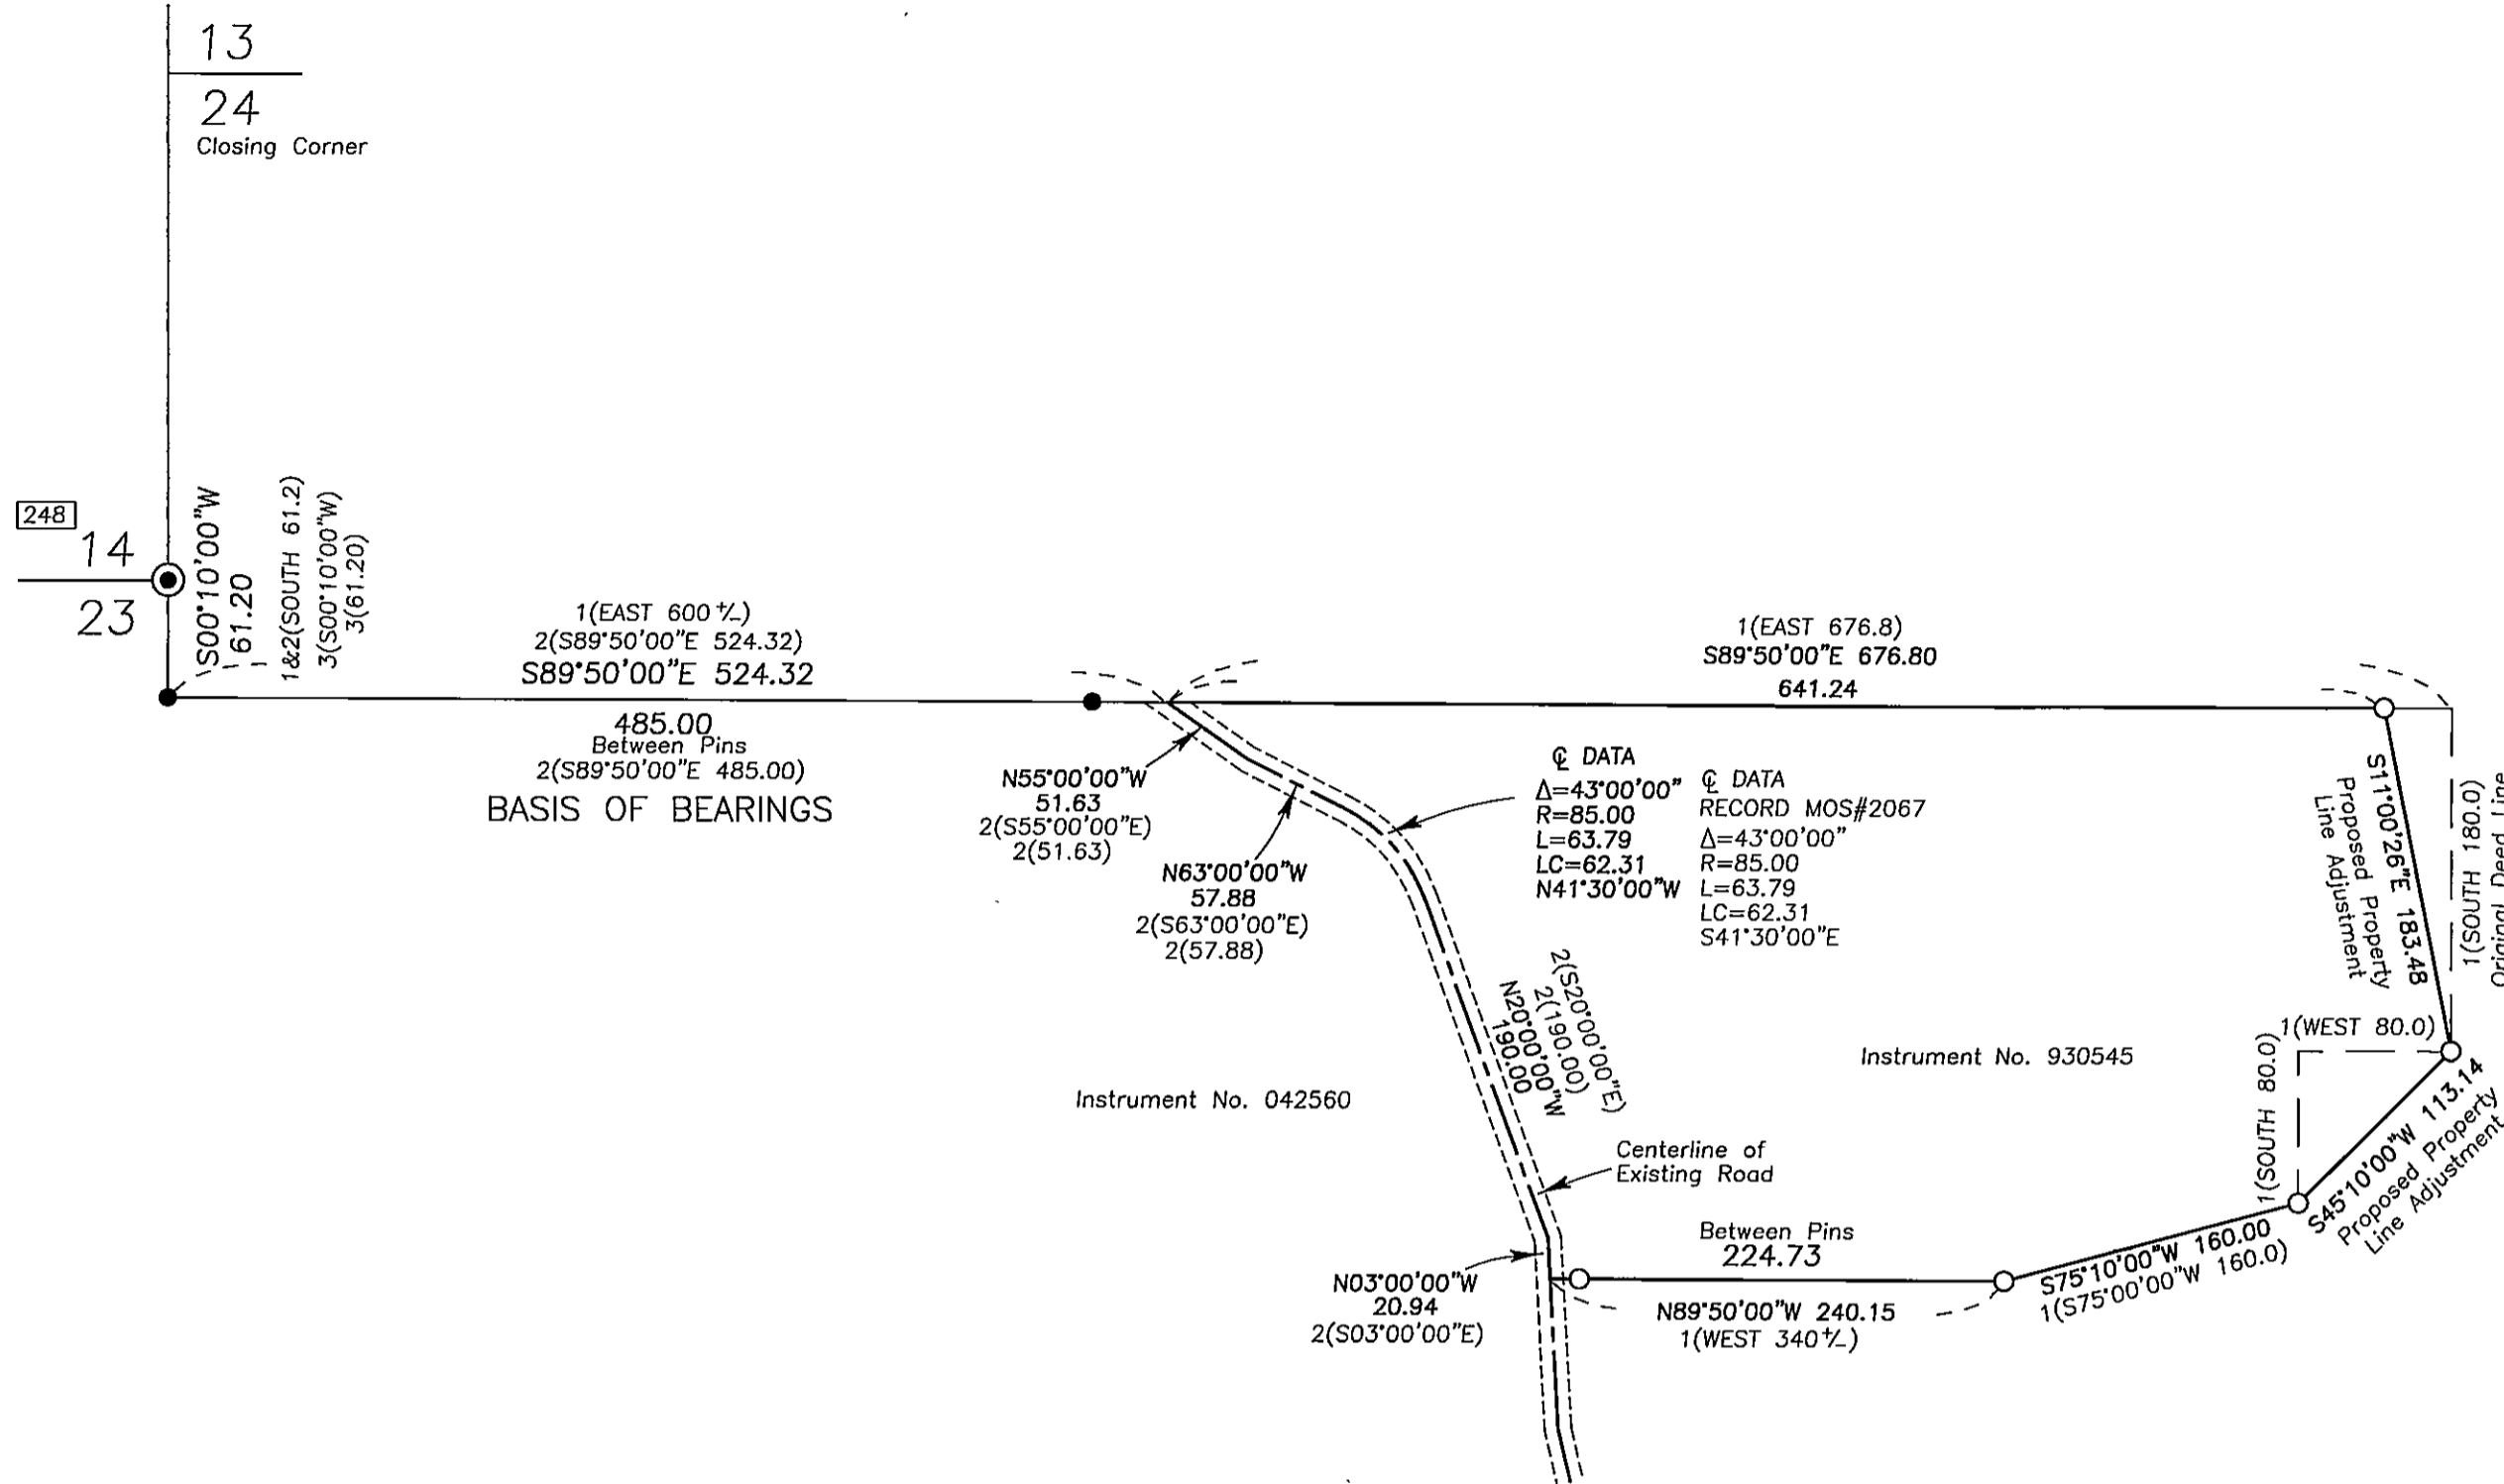 13
24
Closing Corner
248
14
23
S00°10'00"W
61.20
1&2(SOUTH 61.2)
3(S00°10'00"W)
3(61.20)
1(EAST 600 +/-)
2(S89°50'00"E 524.32)
S89°50'00"E 524.32
485.00
Between Pins
2(S89°50'00"E 485.00)
BASIS OF BEARINGS
1(EAST 676.8)
S89°50'00"E 676.80
641.24
N55°00'00"W
51.63
2(S55°00'00"E)
2(51.63)
N63°00'00"W
57.88
2(S63°00'00"E)
2(57.88)
℄ DATA
Δ=43°00'00"
R=85.00
L=63.79
LC=62.31
N41°30'00"W
℄ DATA
RECORD MOS#2067
Δ=43°00'00"
R=85.00
L=63.79
LC=62.31
S41°30'00"E
S11°00'26"E 183.48
Proposed Property
Line Adjustment
1(SOUTH 180.0)
Original Deed Line
2(S20°00'00"E)
2(190.00)
N20°00'00"W
190.00
1(WEST 80.0)
1(SOUTH 80.0)
Instrument No. 930545
Instrument No. 042560
S45°10'00"W 113.14
Proposed Property
Line Adjustment
Centerline of
Existing Road
Between Pins
224.73
N89°50'00"W 240.15
1(WEST 340 +/-)
S75°10'00"W 160.00
1(S75°00'00"W 160.0)
N03°00'00"W
20.94
2(S03°00'00"E)